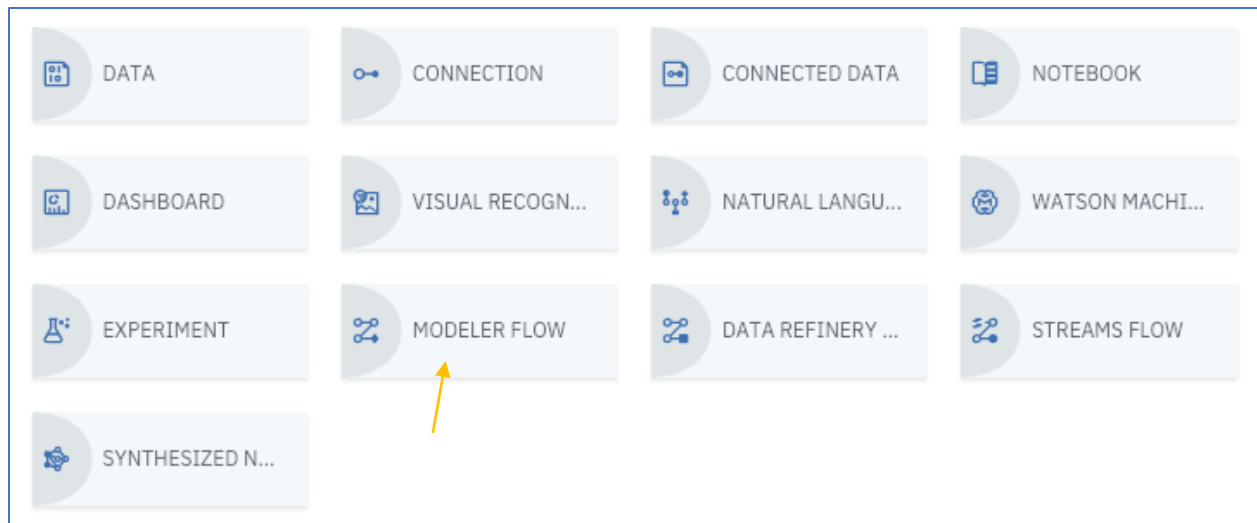 DATA
CONNECTION
CONNECTED DATA
NOTEBOOK
DASHBOARD
VISUAL RECOGN...
NATURAL LANGU...
WATSON MACHI...
EXPERIMENT
MODELER FLOW
DATA REFINERY ...
STREAMS FLOW
SYNTHESIZED N...